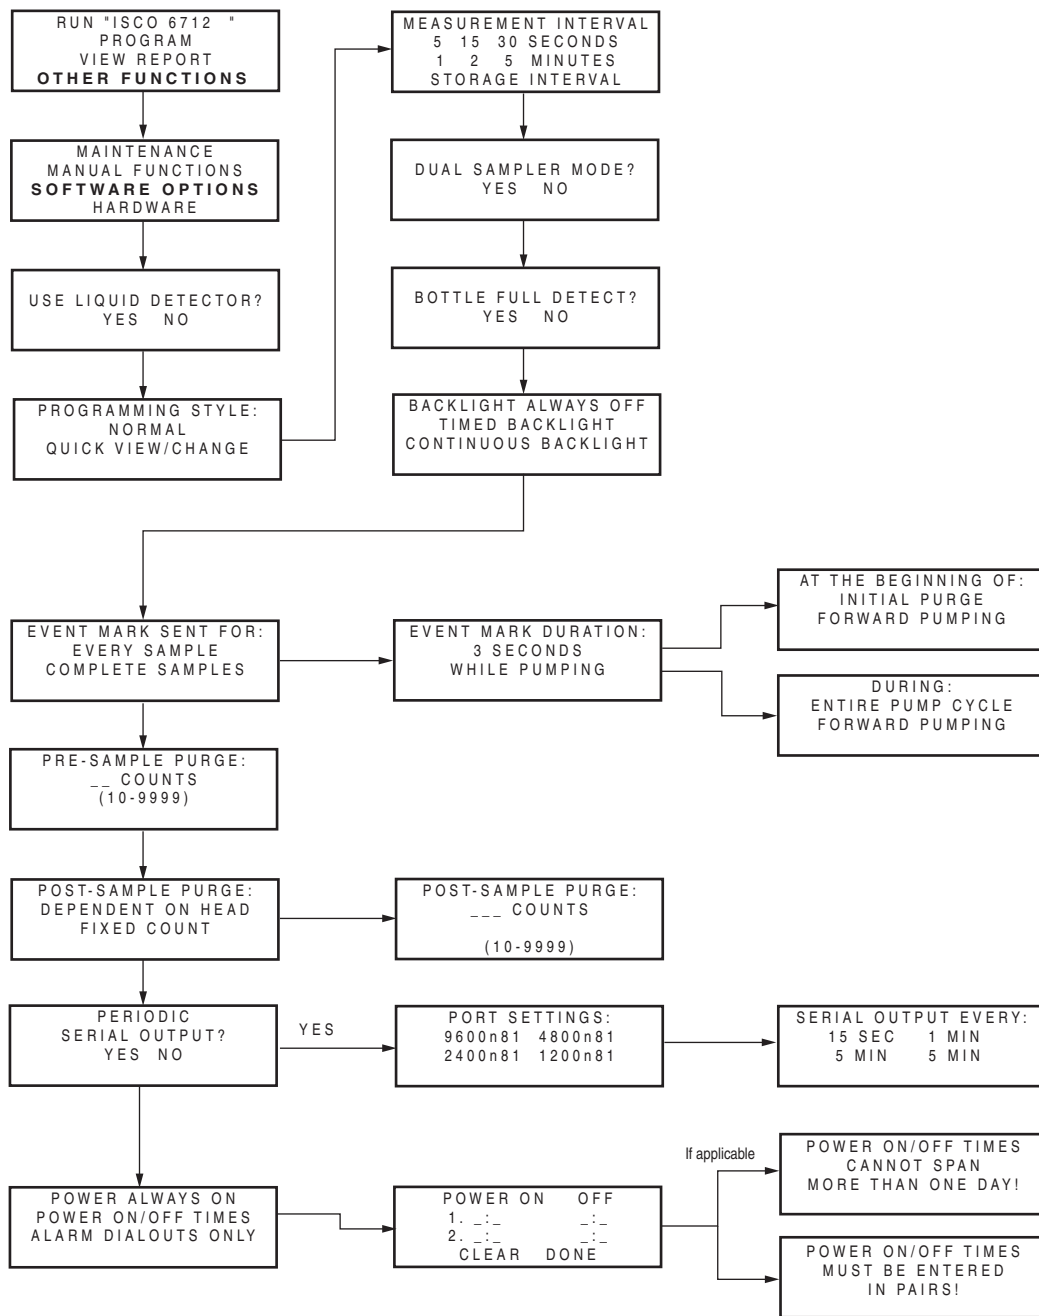 RUN "ISCO 6712 "
PROGRAM
VIEW REPORT
OTHER FUNCTIONS
MAINTENANCE
MANUAL FUNCTIONS
SOFTWARE OPTIONS
HARDWARE
USE LIQUID DETECTOR?
YES NO
PROGRAMMING STYLE:
NORMAL
QUICK VIEW/CHANGE
MEASUREMENT INTERVAL
5 15 30 SECONDS
1 2 5 MINUTES
STORAGE INTERVAL
DUAL SAMPLER MODE?
YES NO
BOTTLE FULL DETECT?
YES NO
BACKLIGHT ALWAYS OFF
TIMED BACKLIGHT
CONTINUOUS BACKLIGHT
EVENT MARK SENT FOR:
EVERY SAMPLE
COMPLETE SAMPLES
EVENT MARK DURATION:
3 SECONDS
WHILE PUMPING
AT THE BEGINNING OF:
INITIAL PURGE
FORWARD PUMPING
DURING:
ENTIRE PUMP CYCLE
FORWARD PUMPING
PRE-SAMPLE PURGE:
_ _ COUNTS
(10-9999)
POST-SAMPLE PURGE:
DEPENDENT ON HEAD
FIXED COUNT
POST-SAMPLE PURGE:
_ _ _ COUNTS
(10-9999)
PERIODIC
SERIAL OUTPUT?
YES NO
YES
PORT SETTINGS:
9600n81 4800n81
2400n81 1200n81
SERIAL OUTPUT EVERY:
15 SEC 1 MIN
5 MIN 5 MIN
POWER ALWAYS ON
POWER ON/OFF TIMES
ALARM DIALOUTS ONLY
POWER ON OFF
1. _:_ _:_
2. _:_ _:_
CLEAR DONE
If applicable
POWER ON/OFF TIMES
CANNOT SPAN
MORE THAN ONE DAY!
POWER ON/OFF TIMES
MUST BE ENTERED
IN PAIRS!